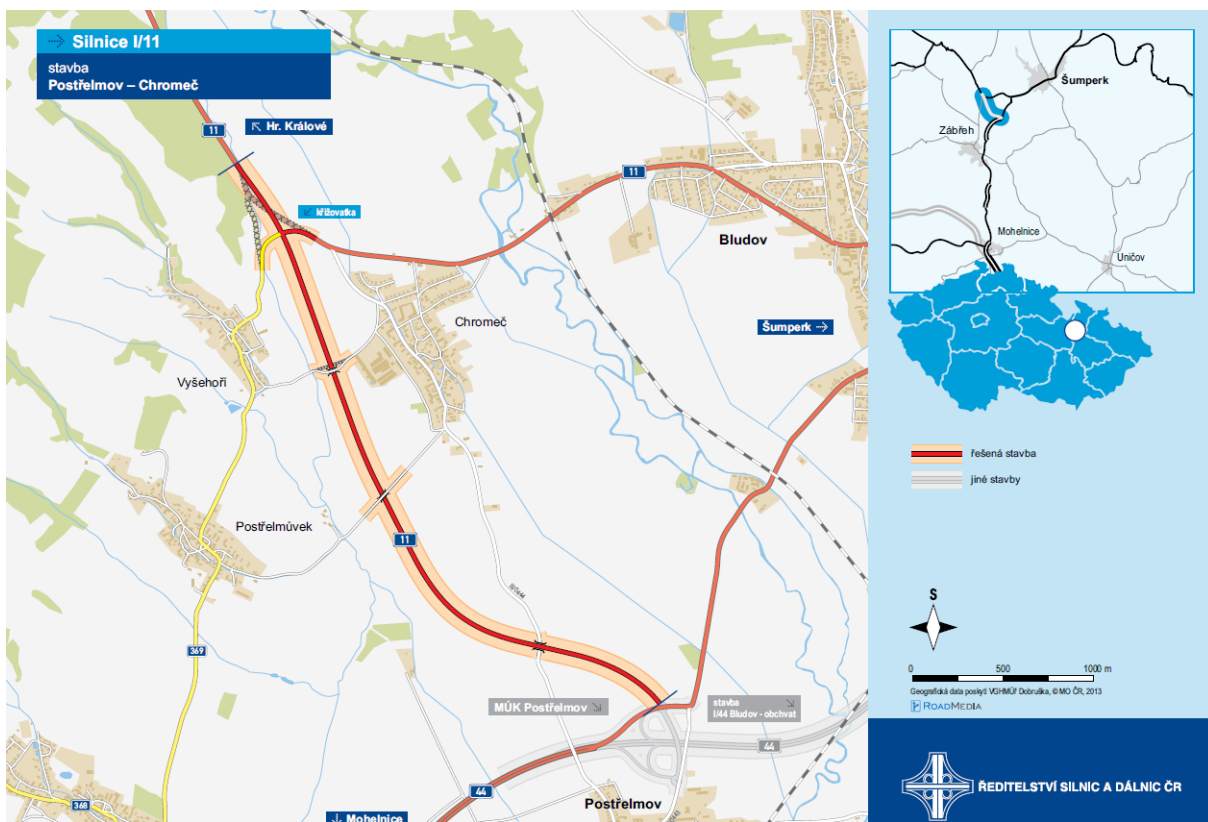 Silnice I/11
stavba
Postřelmov – Chromeč
11
Hr. Králové
křižovatka
11
Bludov
Chromeč
Šumperk
Vyšehoří
Postřelmůvek
11
III/0444
369
MÚK Postřelmov
stavba
I/44 Bludov - obchvat
44
44
368
Postřelmov
Mohelnice
Šumperk
Zábřeh
Mohelnice
Uničov
řešená stavba
jiné stavby
S
0 500 1000 m
Geografická data poskytl VGHMÚř Dobruška, © MO ČR, 2013
ROADMEDIA
ŘEDITELSTVÍ SILNIC A DÁLNIC ČR